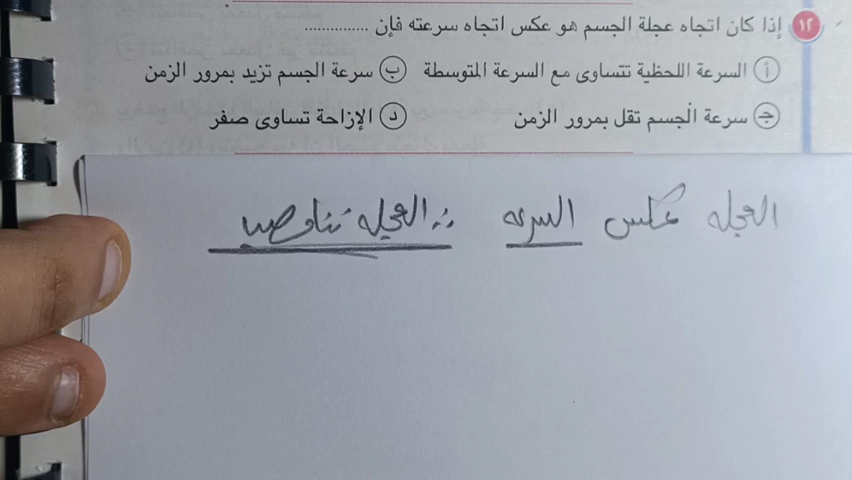 ١٢ إذا كان اتجاه عجلة الجسم هو عكس اتجاه سرعته فإن ...............
أ السرعة اللحظية تتساوى مع السرعة المتوسطة ب سرعة الجسم تزيد بمرور الزمن
ج سرعة الجسم تقل بمرور الزمن د الإزاحة تساوى صفر
العجله عكس السرعه ∴ العجله تناقصيه